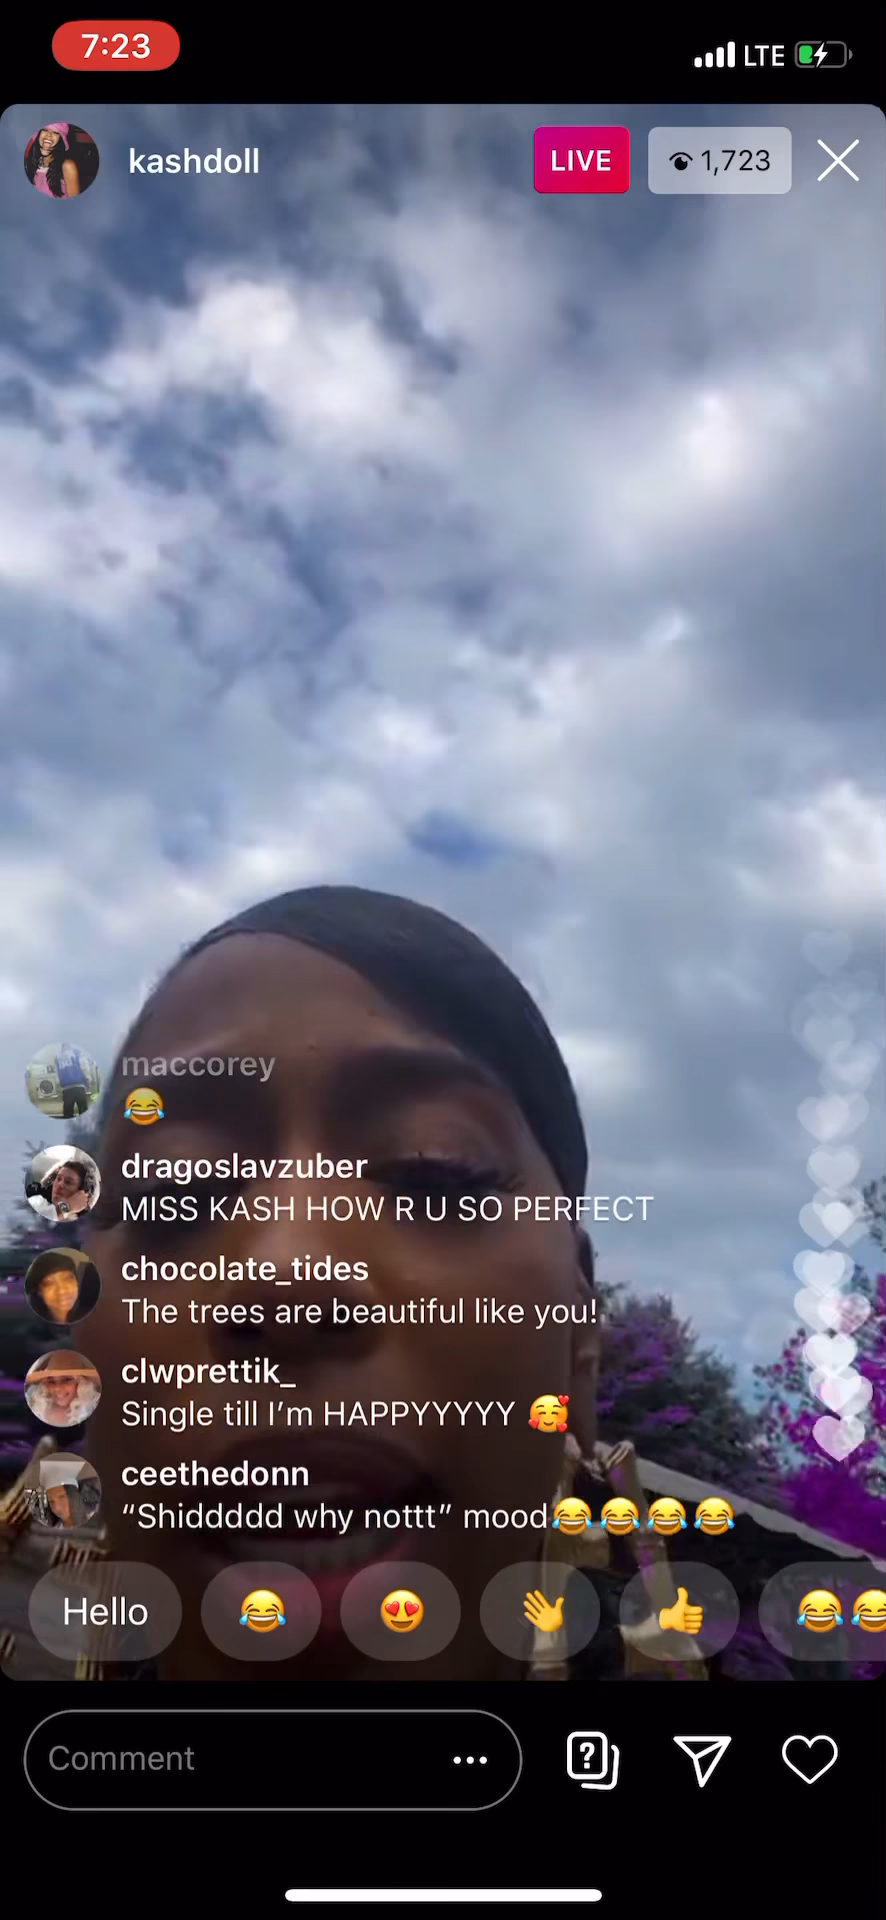 7:23
LTE
kashdoll
LIVE
1,723
maccorey
😂
dragoslavzuber
MISS KASH HOW R U SO PERFECT
chocolate_tides
The trees are beautiful like you!
clwprettik_
Single till I’m HAPPYYYYY 🥰
ceethedonn
“Shiddddd why nottt” mood😂😂😂😂
Hello 😂 😍 👋 👍 😂😂
Comment